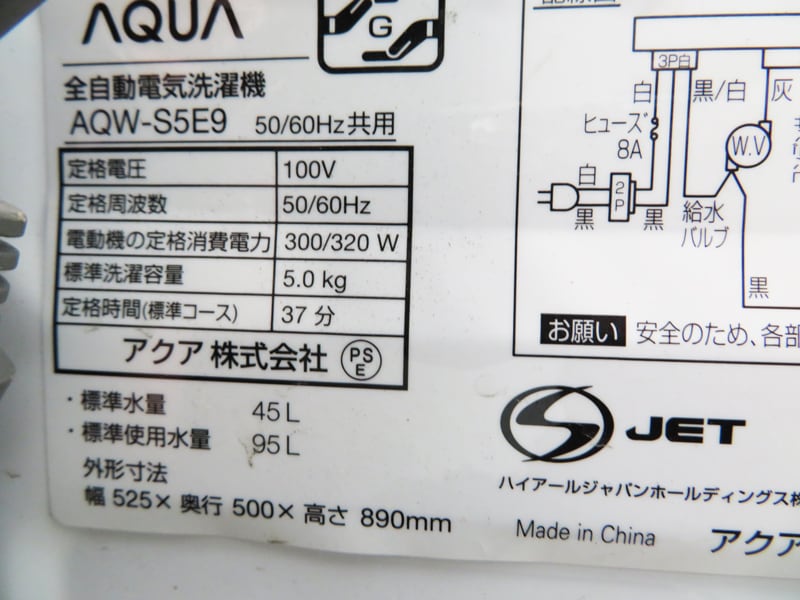 AQUA
G
全自動電気洗濯機
AQW-S5E9 50/60Hz共用
定格電圧 100V
定格周波数 50/60Hz
電動機の定格消費電力 300/320 W
標準洗濯容量 5.0 kg
定格時間(標準コース) 37 分
アクア 株式会社 PSE
・標準水量 45L
・標準使用水量 95L
外形寸法
幅 525× 奥行 500× 高さ 890mm
3P白
白 黒/白 灰
ヒューズ
8A
W.V
白
2P
黒 黒
給水
バルブ
黒
お願い 安全のため、各部
JET
ハイアールジャパンホールディングス
Made in China アクア